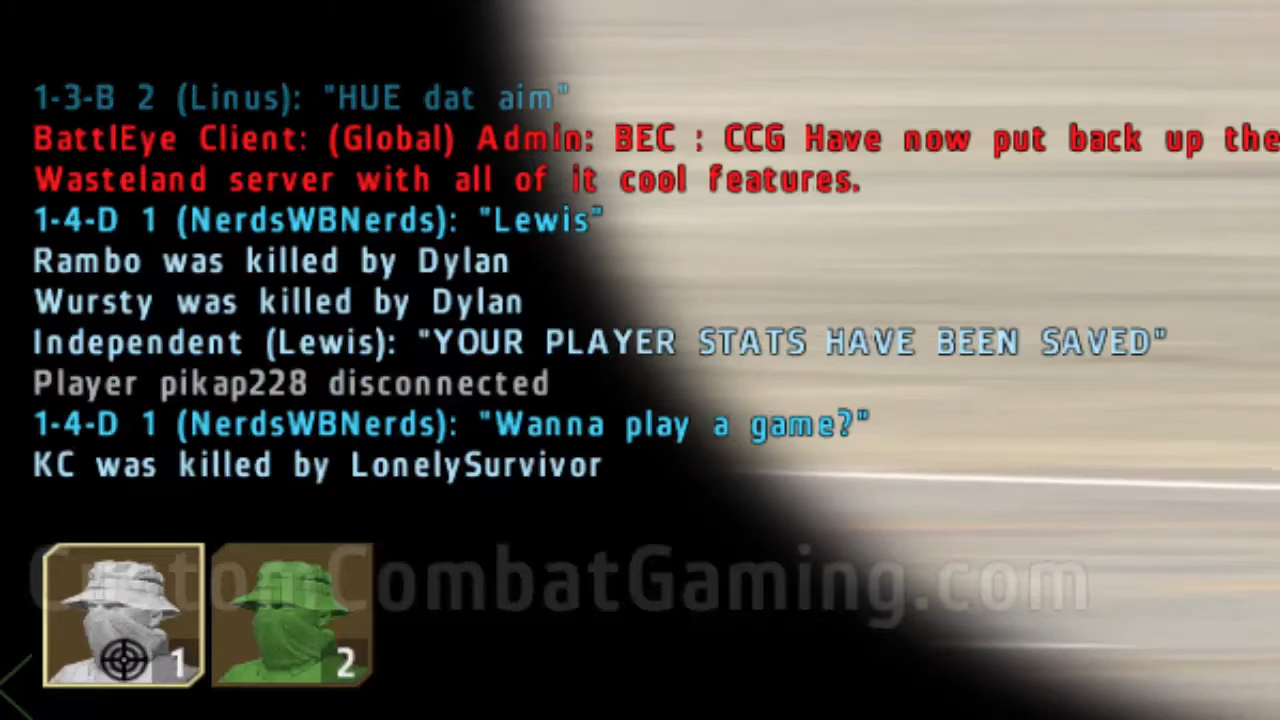 1-3-B 2 (Linus): "HUE dat aim"
BattlEye Client: (Global) Admin: BEC : CCG Have now put back up the
Wasteland server with all of it cool features.
1-4-D 1 (NerdsWBNerds): "Lewis"
Rambo was killed by Dylan
Wursty was killed by Dylan
Independent (Lewis): "YOUR PLAYER STATS HAVE BEEN SAVED"
Player pikap228 disconnected
1-4-D 1 (NerdsWBNerds): "Wanna play a game?"
KC was killed by LonelySurvivor
CustomCombatGaming.com
1 2